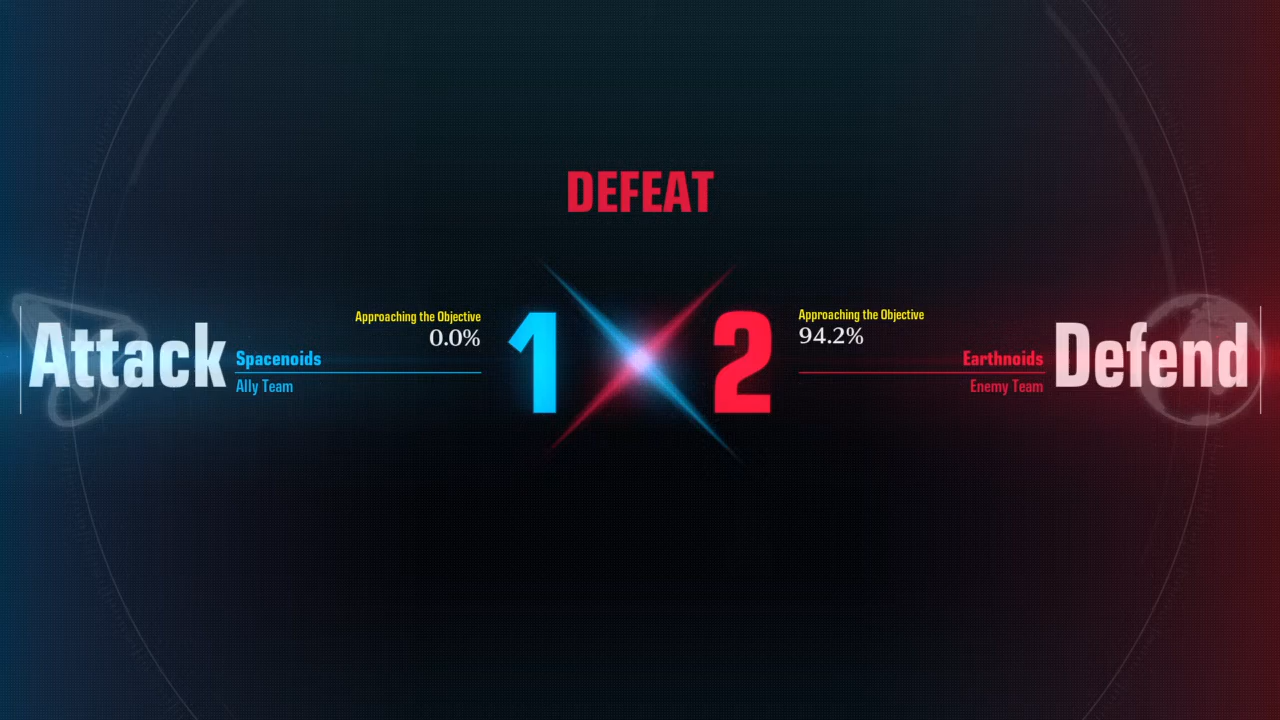 DEFEAT
Attack
Spacenoids
Ally Team
Approaching the Objective
0.0%
1
2
Approaching the Objective
94.2%
Earthnoids
Enemy Team
Defend